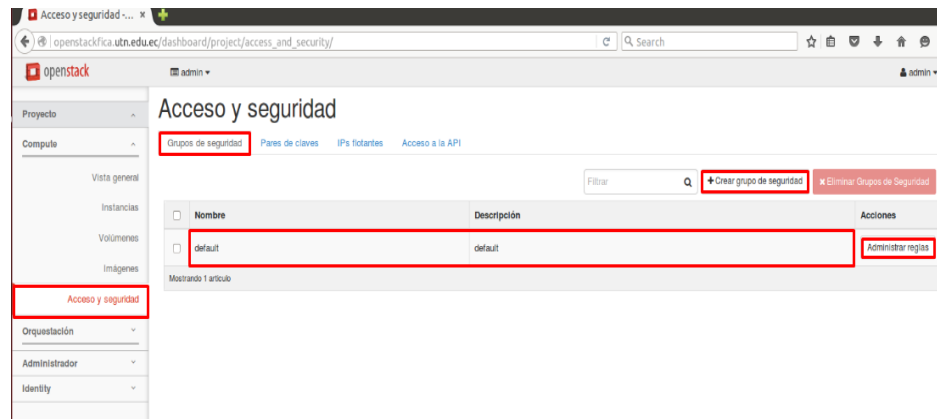 Acceso y seguridad -... ×
openstackfica.utn.edu.ec/dashboard/project/access_and_security/
Search
openstack
admin
admin
Proyecto
Compute
Vista general
Instancias
Volúmenes
Imágenes
Acceso y seguridad
Orquestación
Administrador
Identity
Acceso y seguridad
Grupos de seguridad Pares de claves IPs flotantes Acceso a la API
Filtrar
+ Crear grupo de seguridad
× Eliminar Grupos de Seguridad
Nombre Descripción Acciones
default default Administrar reglas
Mostrando 1 artículo